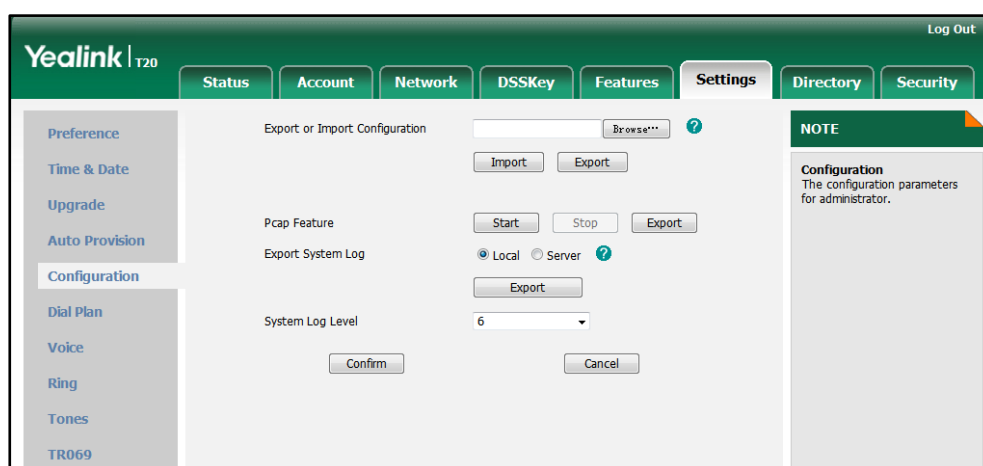 Log Out
Yealink | T20
Status Account Network DSSKey Features Settings Directory Security
Preference
Time & Date
Upgrade
Auto Provision
Configuration
Dial Plan
Voice
Ring
Tones
TR069
Export or Import Configuration Browse... ?
Import Export
Pcap Feature Start Stop Export
Export System Log Local Server ?
Export
System Log Level 6
Confirm Cancel
NOTE
Configuration
The configuration parameters
for administrator.